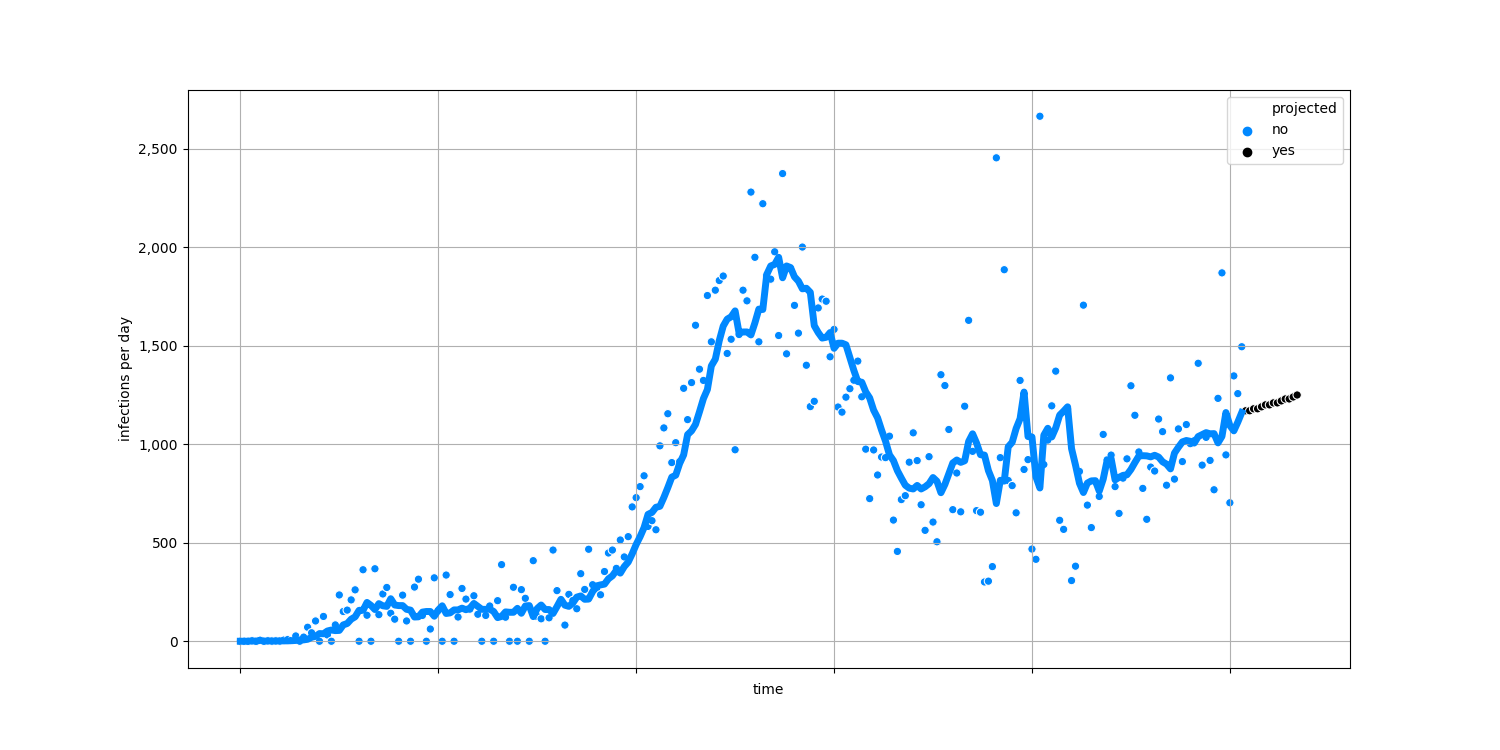 projected
no
yes
2,500
2,000
1,500
1,000
500
0
infections per day
time